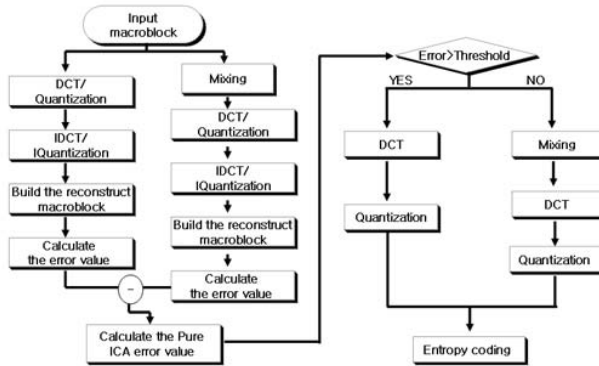 Input
macroblock
DCT/
Quantization
IDCT/
IQuantization
Build the reconstruct
macroblock
Calculate
the error value
Mixing
DCT/
Quantization
IDCT/
IQuantization
Build the reconstruct
macroblock
Calculate
the error value
−
Calculate the Pure
ICA error value
Error>Threshold
YES
NO
DCT
Quantization
Mixing
DCT
Quantization
Entropy coding